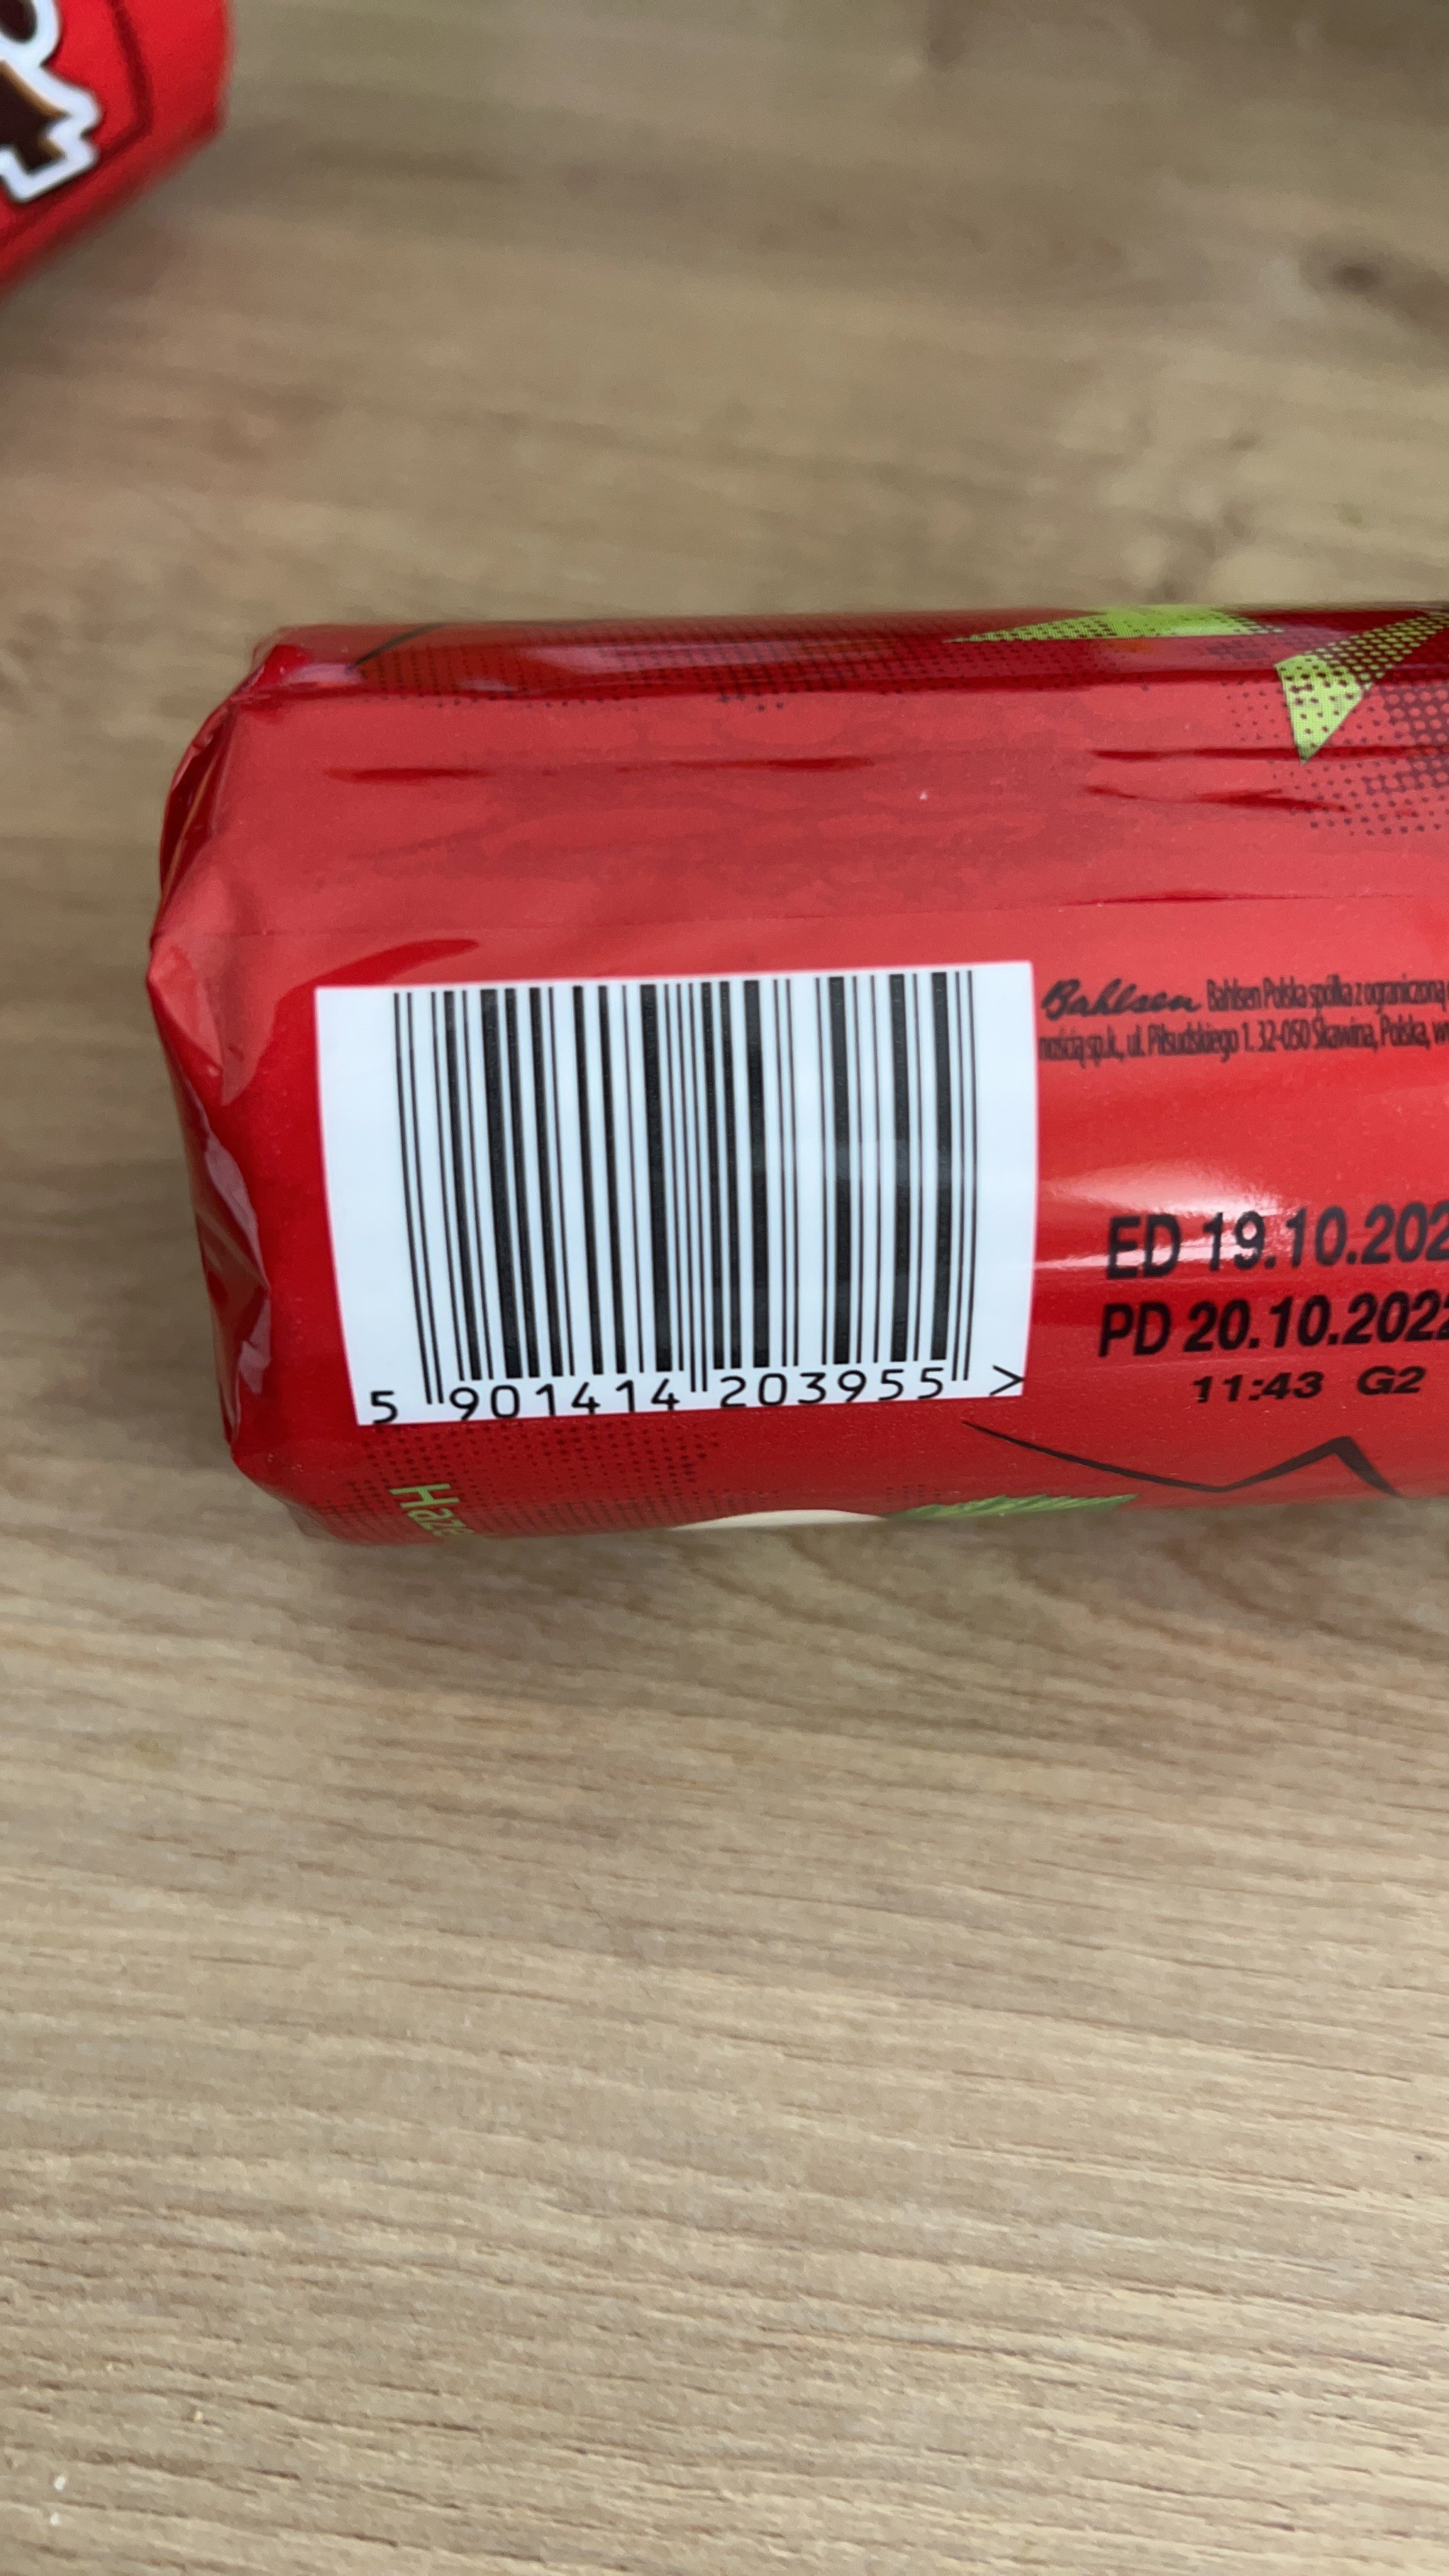 Bahlsen Bahlsen Polska spółka z ograniczoną
nością sp.k., ul. Piłsudskiego 1, 32-050 Skawina, Polska,
ED 19.10.202
PD 20.10.2022
11:43 G2
5 901414 203955 >
Haze